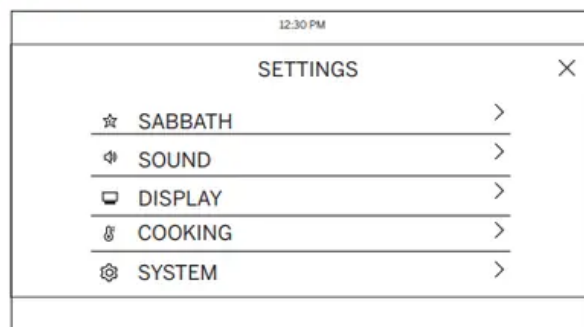 12:30 PM
SETTINGS
SABBATH
SOUND
DISPLAY
COOKING
SYSTEM